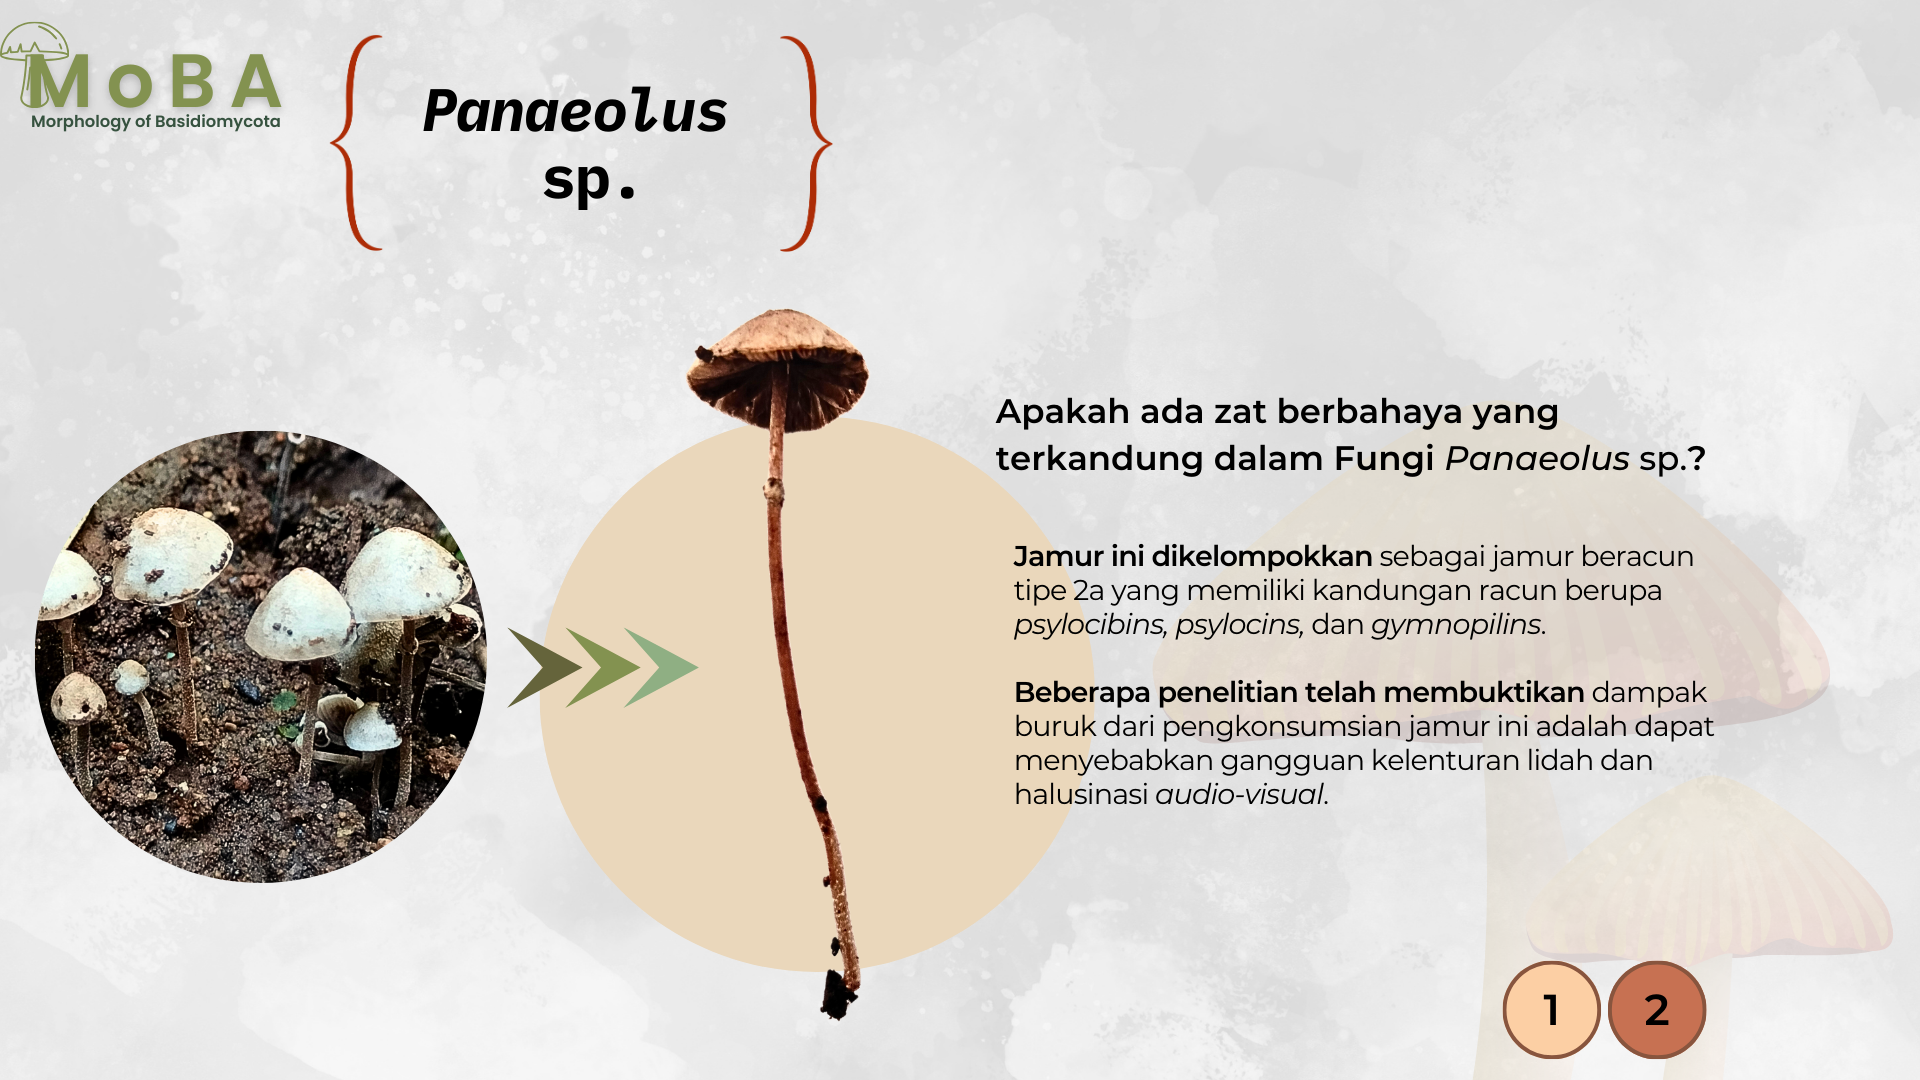 MoBA
Morphology of Basidiomycota
Panaeolus
sp.
Apakah ada zat berbahaya yang
terkandung dalam Fungi Panaeolus sp.?
Jamur ini dikelompokkan sebagai jamur beracun
tipe 2a yang memiliki kandungan racun berupa
psylocibins, psylocins, dan gymnopilins.
Beberapa penelitian telah membuktikan dampak
buruk dari pengkonsumsian jamur ini adalah dapat
menyebabkan gangguan kelenturan lidah dan
halusinasi audio-visual.
1 2